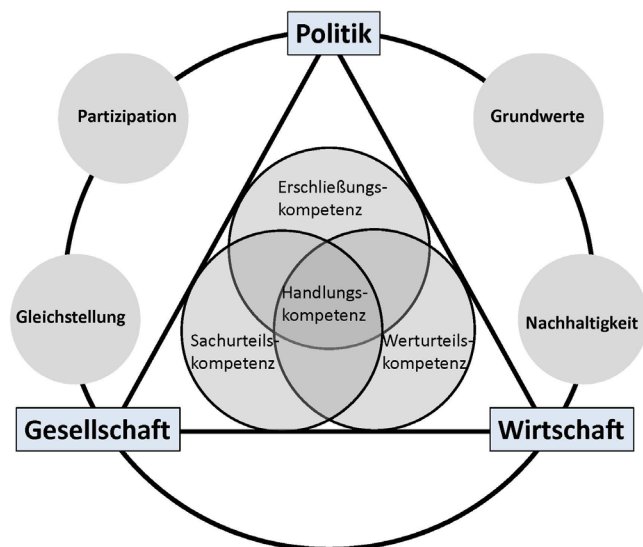 Politik
Partizipation
Grundwerte
Erschließungs-
kompetenz
Handlungs-
kompetenz
Gleichstellung
Nachhaltigkeit
Sachurteils-
kompetenz
Werturteils-
kompetenz
Gesellschaft
Wirtschaft